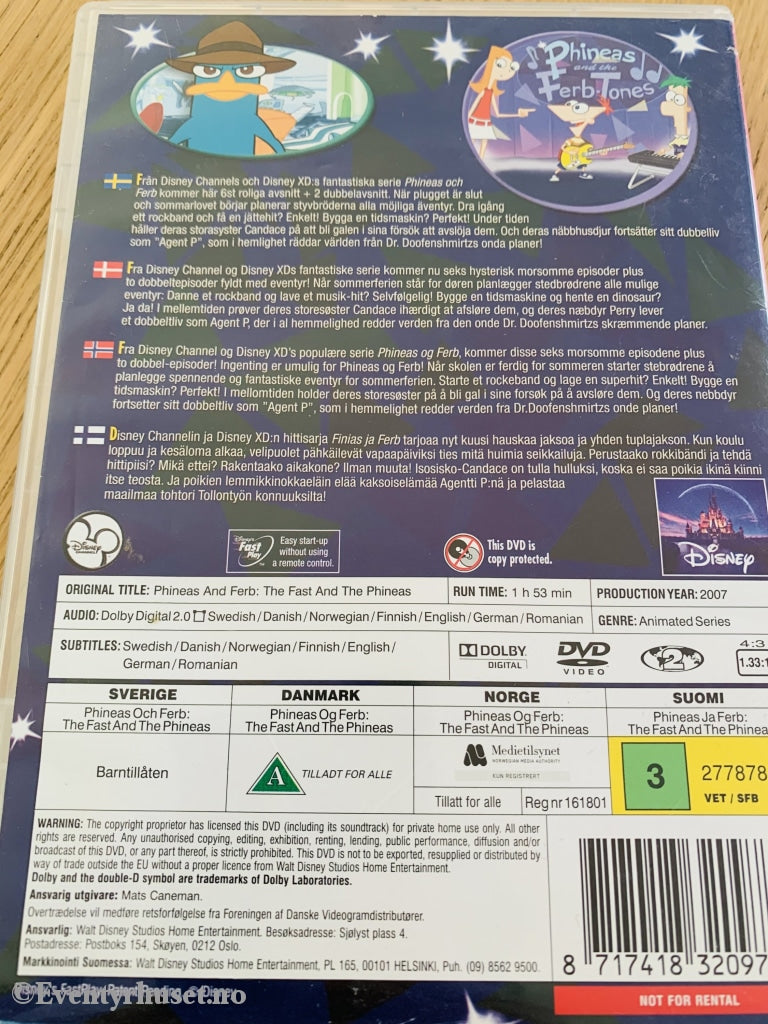 Phineas
and the
Ferb-Tones
Från Disney Channels och Disney XD:s fantastiska serie Phineas och
Ferb kommer här 6st roliga avsnitt + 2 dubbelavsnitt. När plugget är slut
och sommarlovet börjar planerar styvbröderna alla möjliga äventyr. Dra igång
ett rockband och få en jättehit? Enkelt! Bygga en tidsmaskin? Perfekt! Under tiden
håller deras storasyster Candace på att bli galen i sina försök att avslöja dem. Och deras näbbhusdjur fortsätter sitt dubbelliv
som "Agent P", som i hemlighet räddar världen från Dr. Doofenshmirtzs onda planer!
Fra Disney Channel og Disney XDs fantastiske serie kommer nu seks hysterisk morsomme episoder plus
to dobbeltepisoder fyldt med eventyr! Når sommerferien står for døren planlægger stedbrødrene alle mulige
eventyr: Danne et rockband og lave et musik-hit? Selvfølgelig! Bygge en tidsmaskine og hente en dinosaur?
Ja da! I mellemtiden prøver deres storesøster Candace ihærdigt at afsløre dem, og deres næbdyr Perry lever
et dobbeltliv som Agent P, der i al hemmelighed redder verden fra den onde Dr. Doofenshmirtzs skræmmende planer.
Fra Disney Channel og Disney XD's populære serie Phineas og Ferb, kommer disse seks morsomme episodene plus
to dobbel-episoder! Ingenting er umulig for Phineas og Ferb! Når skolen er ferdig for sommeren starter stebrødrene å
planlegge spennende og fantastiske eventyr for sommerferien. Starte et rockeband og lage en superhit? Enkelt! Bygge en
tidsmaskin? Perfekt! I mellomtiden holder deres storesøster på å bli gal i sine forsøk på å avsløre dem. Og deres nebbdyr
fortsetter sitt dobbeltliv som "Agent P", som i hemmelighet redder verden fra Dr.Doofenshmirtzs onde planer!
Disney Channelin ja Disney XD:n hittisarja Finias ja Ferb tarjoaa nyt kuusi hauskaa jaksoa ja yhden tuplajakson. Kun koulu
loppuu ja kesäloma alkaa, velipuolet pähkäilevät vapaapäiviksi ties mitä huimia seikkailuja. Perustaako rokkibändi ja tehdä
hittipiisi? Mikä ettei? Rakentaako aikakone? Ilman muuta! Isosisko-Candace on tulla hulluksi, koska ei saa poikia ikinä kiinni
itse teosta. Ja poikien lemmikkinokkaeläin elää kaksoiselämää Agentti P:nä ja pelastaa
maailmaa tohtori Tollontyön konnuuksilta!
Disney
CHANNEL
Disney's
Fast
Play
Easy start-up
without using
a remote control.
This DVD is
copy protected.
Disney
ORIGINAL TITLE: Phineas And Ferb: The Fast And The Phineas
RUN TIME: 1 h 53 min
PRODUCTION YEAR: 2007
AUDIO: Dolby Digital 2.0 Swedish/Danish/Norwegian/Finnish/English/German/Romanian
GENRE: Animated Series
SUBTITLES: Swedish/Danish/Norwegian/Finnish/English/
German/Romanian
DOLBY
DIGITAL
DVD
VIDEO
2
4:3
1.33:1
SVERIGE
DANMARK
NORGE
SUOMI
Phineas Och Ferb:
The Fast And The Phineas
Phineas Og Ferb:
The Fast And The Phineas
Phineas Og Ferb:
The Fast And The Phineas
Phineas Ja Ferb:
The Fast And The Phinea
Barntillåten
A
TILLADT FOR ALLE
Medietilsynet
NORWEGIAN MEDIA AUTHORITY
KUN REGISTRERT
Tillatt for alle
Reg nr 161801
3
277878
VET / SFB
WARNING: The copyright proprietor has licensed this DVD (including its soundtrack) for private home use only. All other
rights are reserved. Any unauthorised copying, editing, exhibition, renting, lending, public performance, diffusion and/or
broadcast of this DVD, or any part thereof, is strictly prohibited. This DVD is not to be exported, resupplied or distributed by
way of trade outside the EU without a proper licence from Walt Disney Studios Home Entertainment.
Dolby and the double-D symbol are trademarks of Dolby Laboratories.
Ansvarig utgivare: Mats Caneman.
Overtrædelse vil medføre retsforfølgelse fra Foreningen af Danske Videogramdistributører.
Ansvarlig: Walt Disney Studios Home Entertainment. Besøksadresse: Sjølyst plass 4.
Postadresse: Postboks 154, Skøyen, 0212 Oslo.
Markkinointi Suomessa: Walt Disney Studios Home Entertainment, PL 165, 00101 HELSINKI, Puh. (09) 8562 9500.
8 717418 32097
NOT FOR RENTAL
Disney's FastPlay Patent Pending © Disney
©Eventyrhuset.no